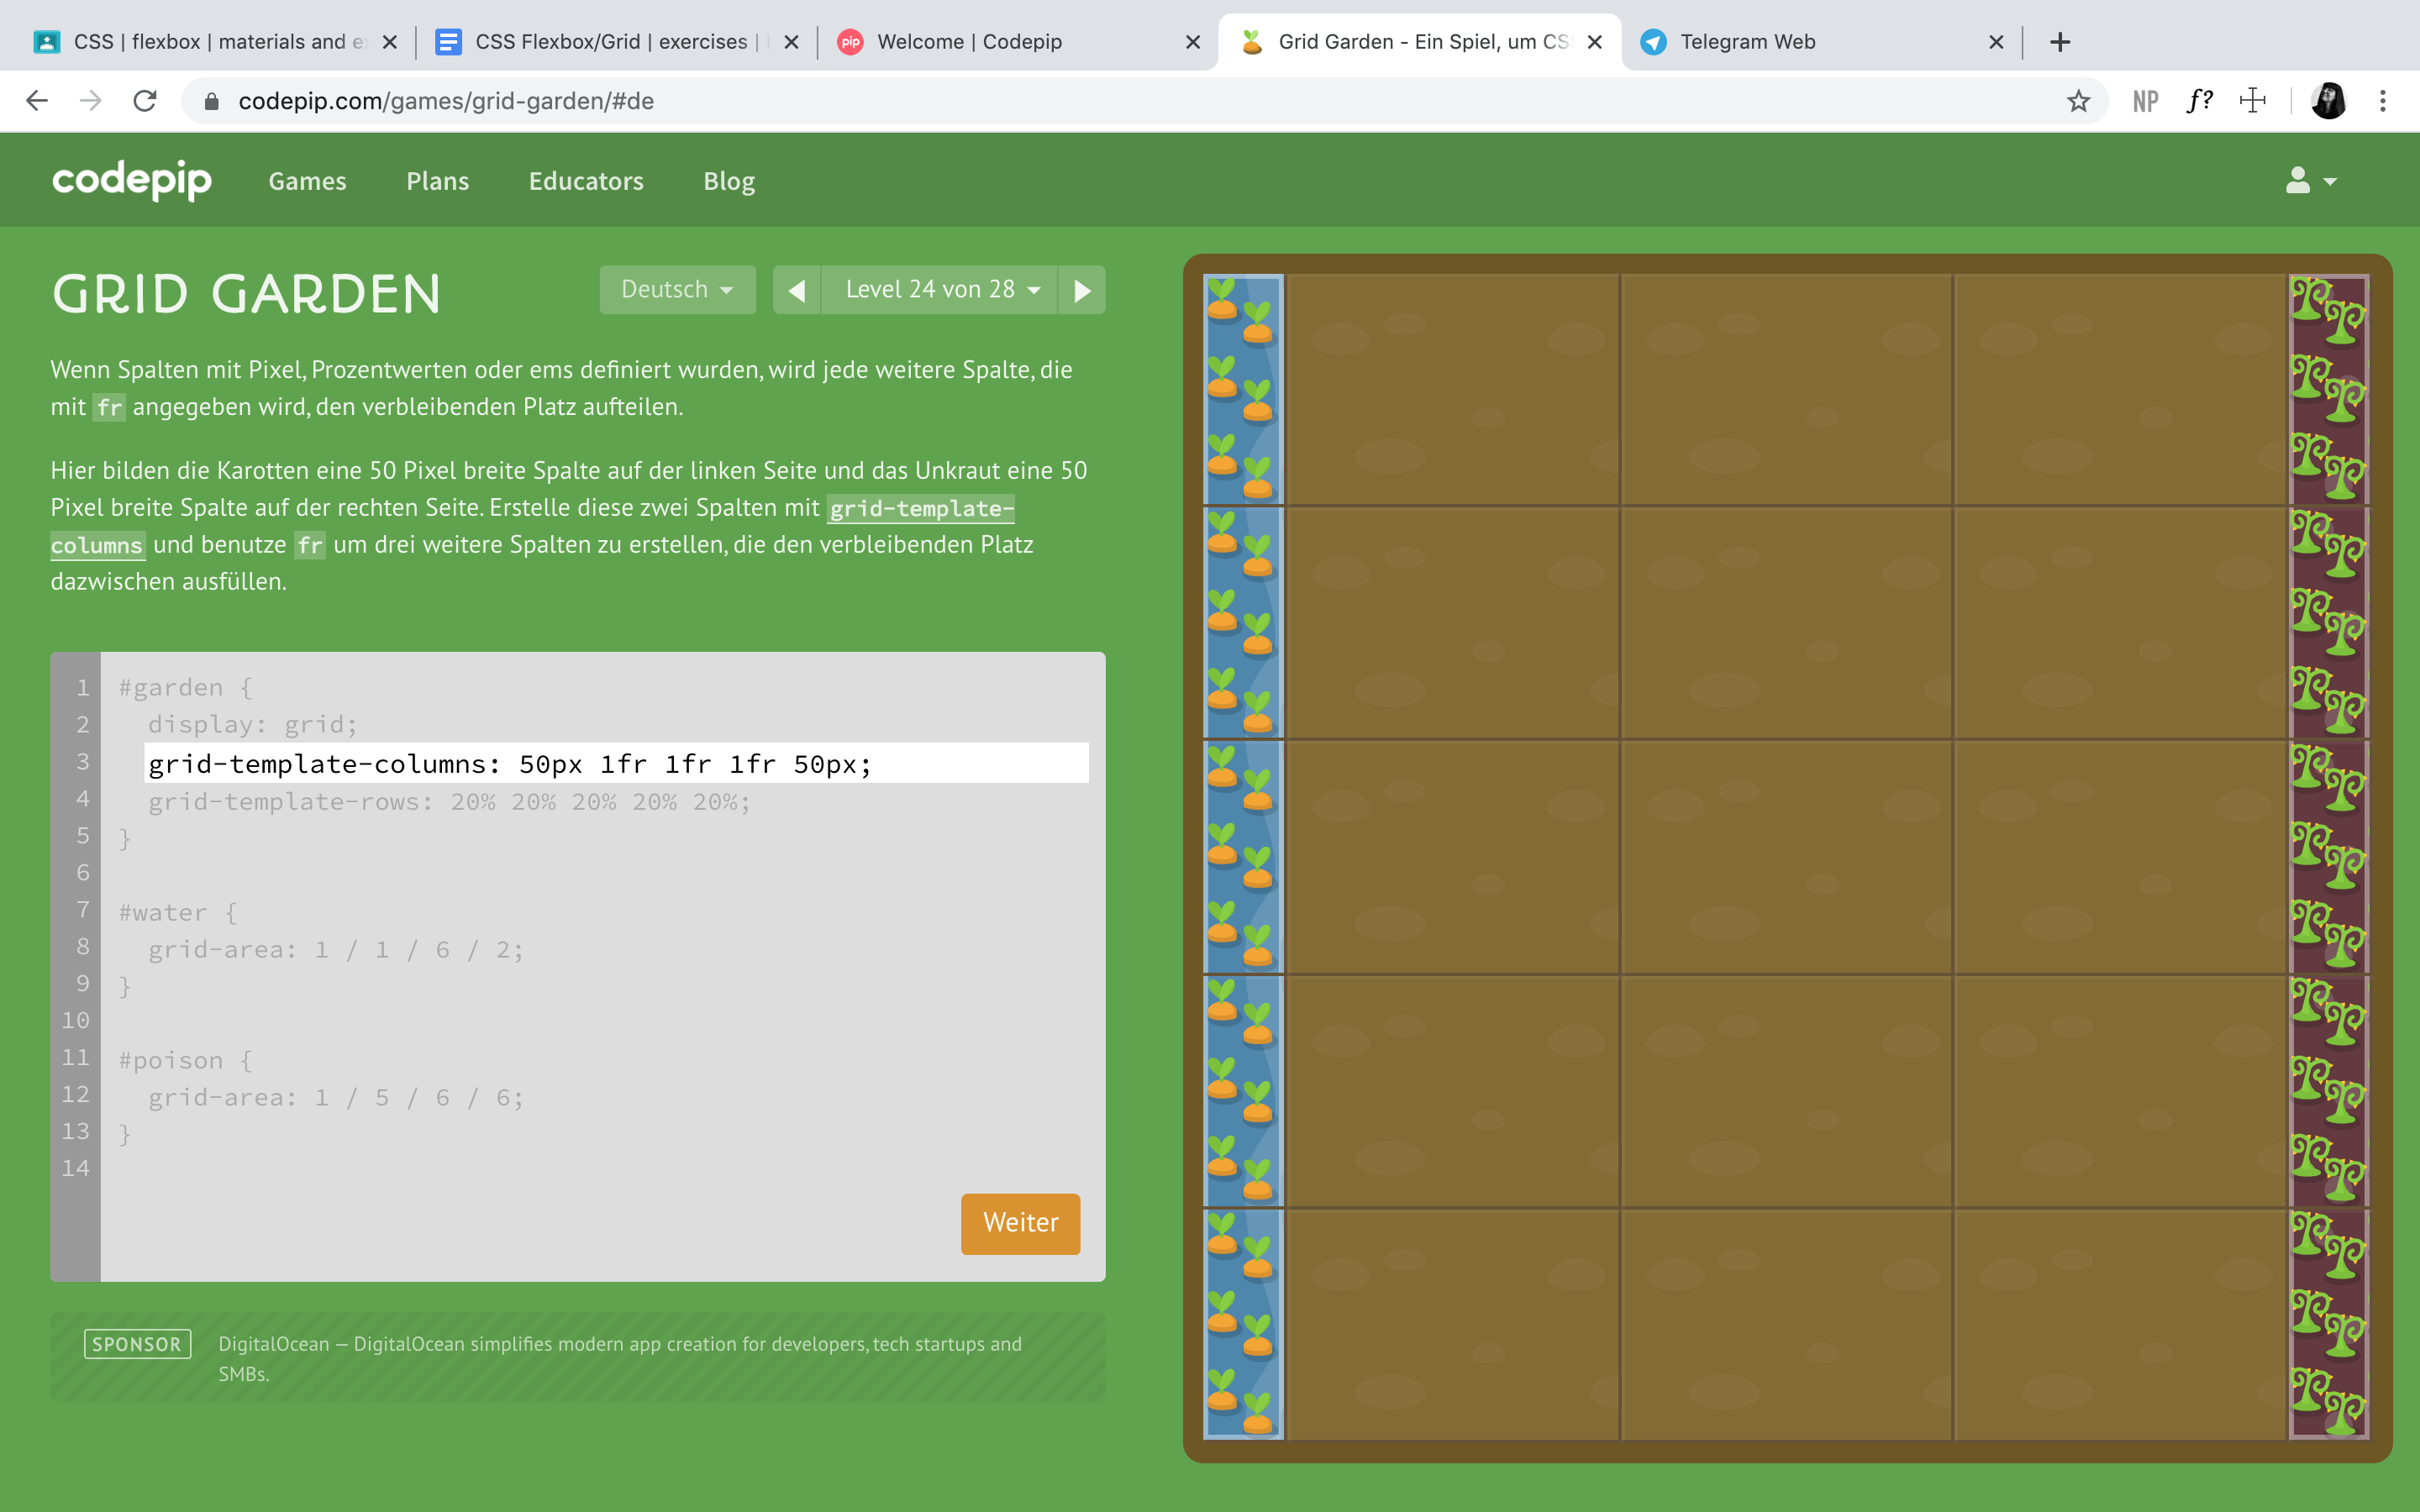 CSS | flexbox | materials and e
CSS Flexbox/Grid | exercises |
pip
Welcome | Codepip
Grid Garden - Ein Spiel, um CS
Telegram Web
codepip.com/games/grid-garden/#de
NP
f?
codepip
Games
Plans
Educators
Blog
GRID GARDEN
Deutsch
Level 24 von 28
Wenn Spalten mit Pixel, Prozentwerten oder ems definiert wurden, wird jede weitere Spalte, die
mit fr angegeben wird, den verbleibenden Platz aufteilen.
Hier bilden die Karotten eine 50 Pixel breite Spalte auf der linken Seite und das Unkraut eine 50
Pixel breite Spalte auf der rechten Seite. Erstelle diese zwei Spalten mit grid-template-
columns und benutze fr um drei weitere Spalten zu erstellen, die den verbleibenden Platz
dazwischen ausfüllen.
1 #garden {
2 display: grid;
3 grid-template-columns: 50px 1fr 1fr 1fr 50px;
4 grid-template-rows: 20% 20% 20% 20% 20%;
5 }
6
7 #water {
8 grid-area: 1 / 1 / 6 / 2;
9 }
10
11 #poison {
12 grid-area: 1 / 5 / 6 / 6;
13 }
14
Weiter
SPONSOR
DigitalOcean — DigitalOcean simplifies modern app creation for developers, tech startups and
SMBs.